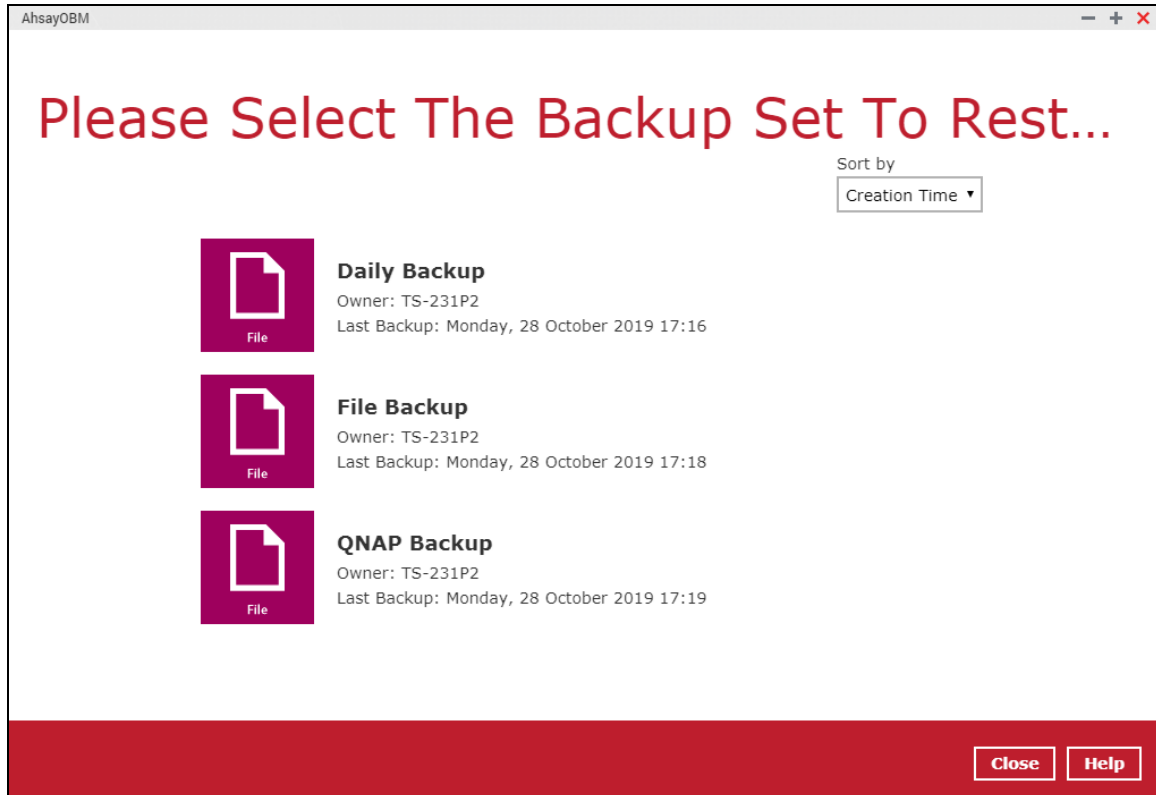 AhsayOBM
Please Select The Backup Set To Rest...
Sort by
Creation Time
File
Daily Backup
Owner: TS-231P2
Last Backup: Monday, 28 October 2019 17:16
File
File Backup
Owner: TS-231P2
Last Backup: Monday, 28 October 2019 17:18
File
QNAP Backup
Owner: TS-231P2
Last Backup: Monday, 28 October 2019 17:19
Close Help